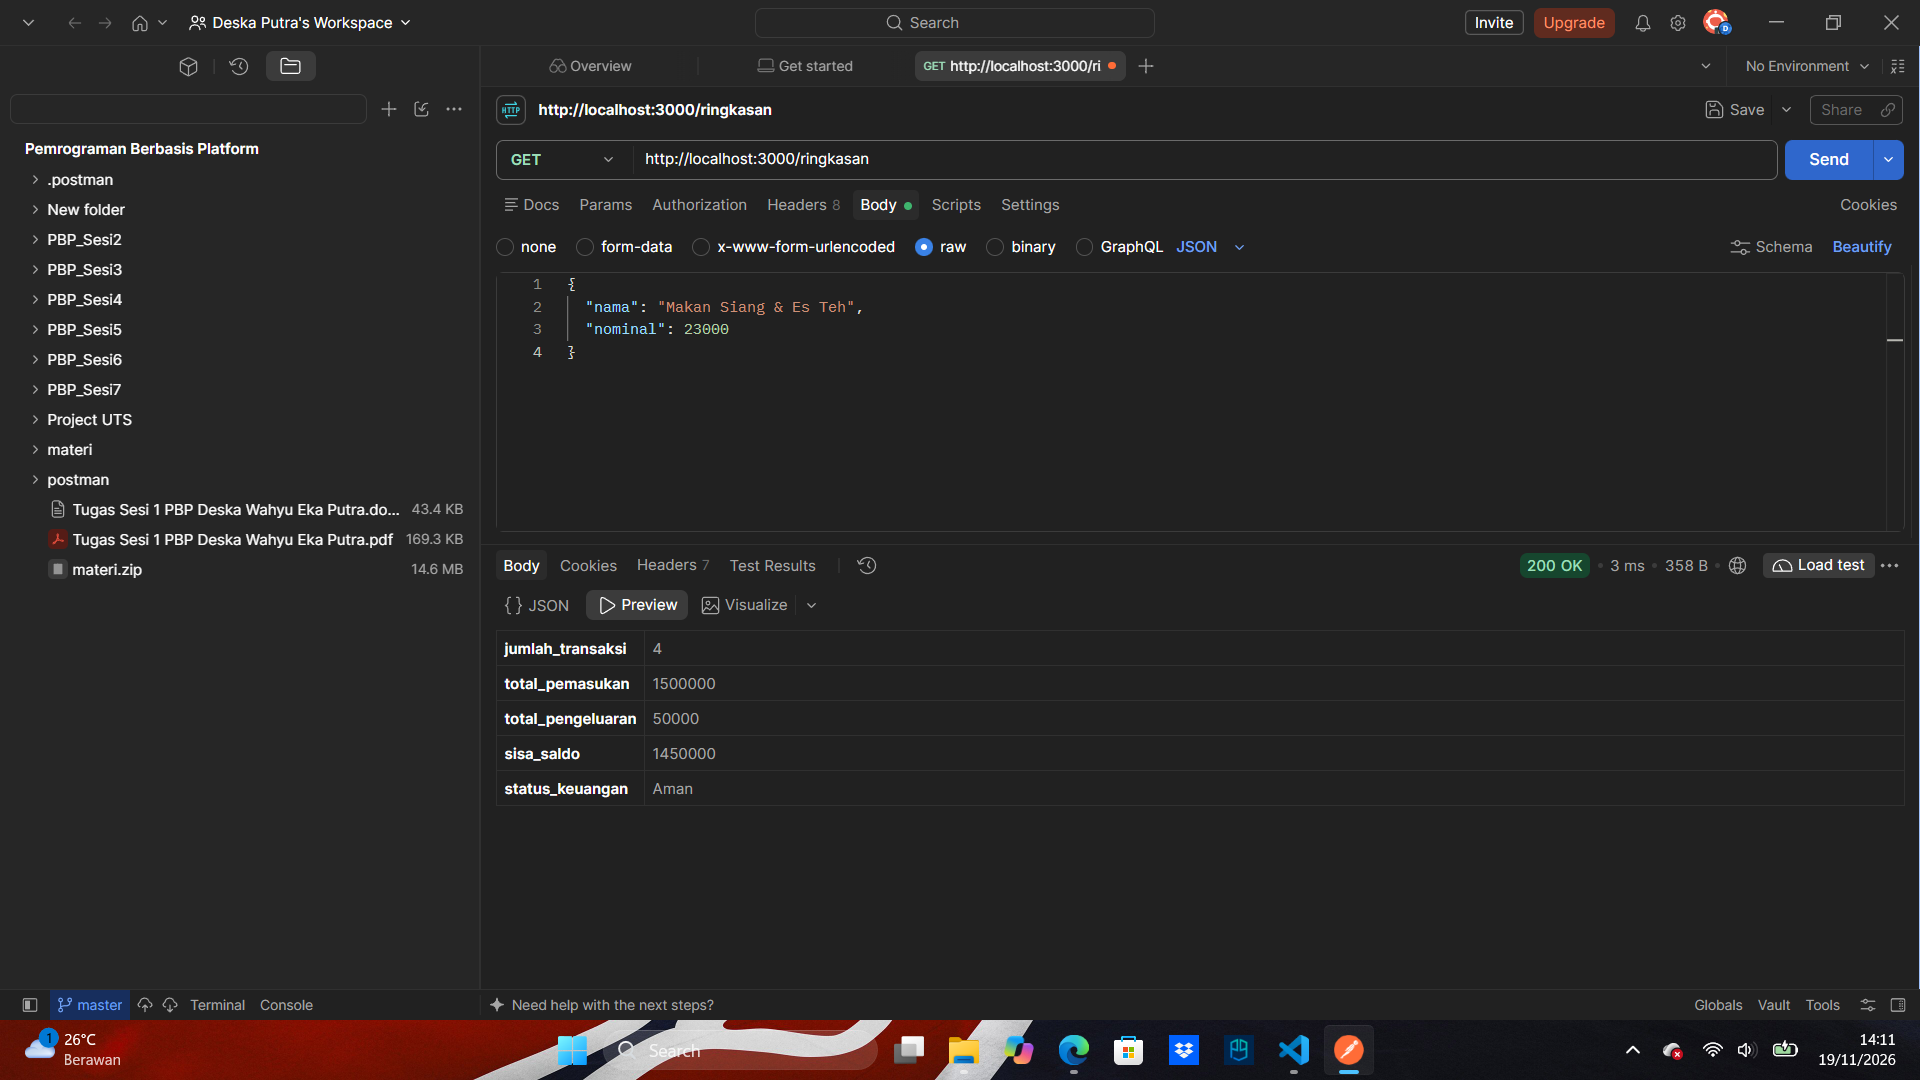 Deska Putra's Workspace
Search
Invite
Upgrade
Overview
Get started
GET http://localhost:3000/ri
No Environment
HTTP
http://localhost:3000/ringkasan
Save
Share
Pemrograman Berbasis Platform
.postman
New folder
PBP_Sesi2
PBP_Sesi3
PBP_Sesi4
PBP_Sesi5
PBP_Sesi6
PBP_Sesi7
Project UTS
materi
postman
Tugas Sesi 1 PBP Deska Wahyu Eka Putra.do... 43.4 KB
Tugas Sesi 1 PBP Deska Wahyu Eka Putra.pdf 169.3 KB
materi.zip 14.6 MB
GET http://localhost:3000/ringkasan
Send
Docs Params Authorization Headers 8 Body Scripts Settings Cookies
none form-data x-www-form-urlencoded raw binary GraphQL JSON Schema Beautify
1 {
2 "nama": "Makan Siang & Es Teh",
3 "nominal": 23000
4 }
Body Cookies Headers 7 Test Results 200 OK • 3 ms • 358 B • Load test
{} JSON Preview Visualize
jumlah_transaksi 4
total_pemasukan 1500000
total_pengeluaran 50000
sisa_saldo 1450000
status_keuangan Aman
master Terminal Console Need help with the next steps? Globals Vault Tools
1
26°C
Berawan
Search
14:11
19/11/2026
D